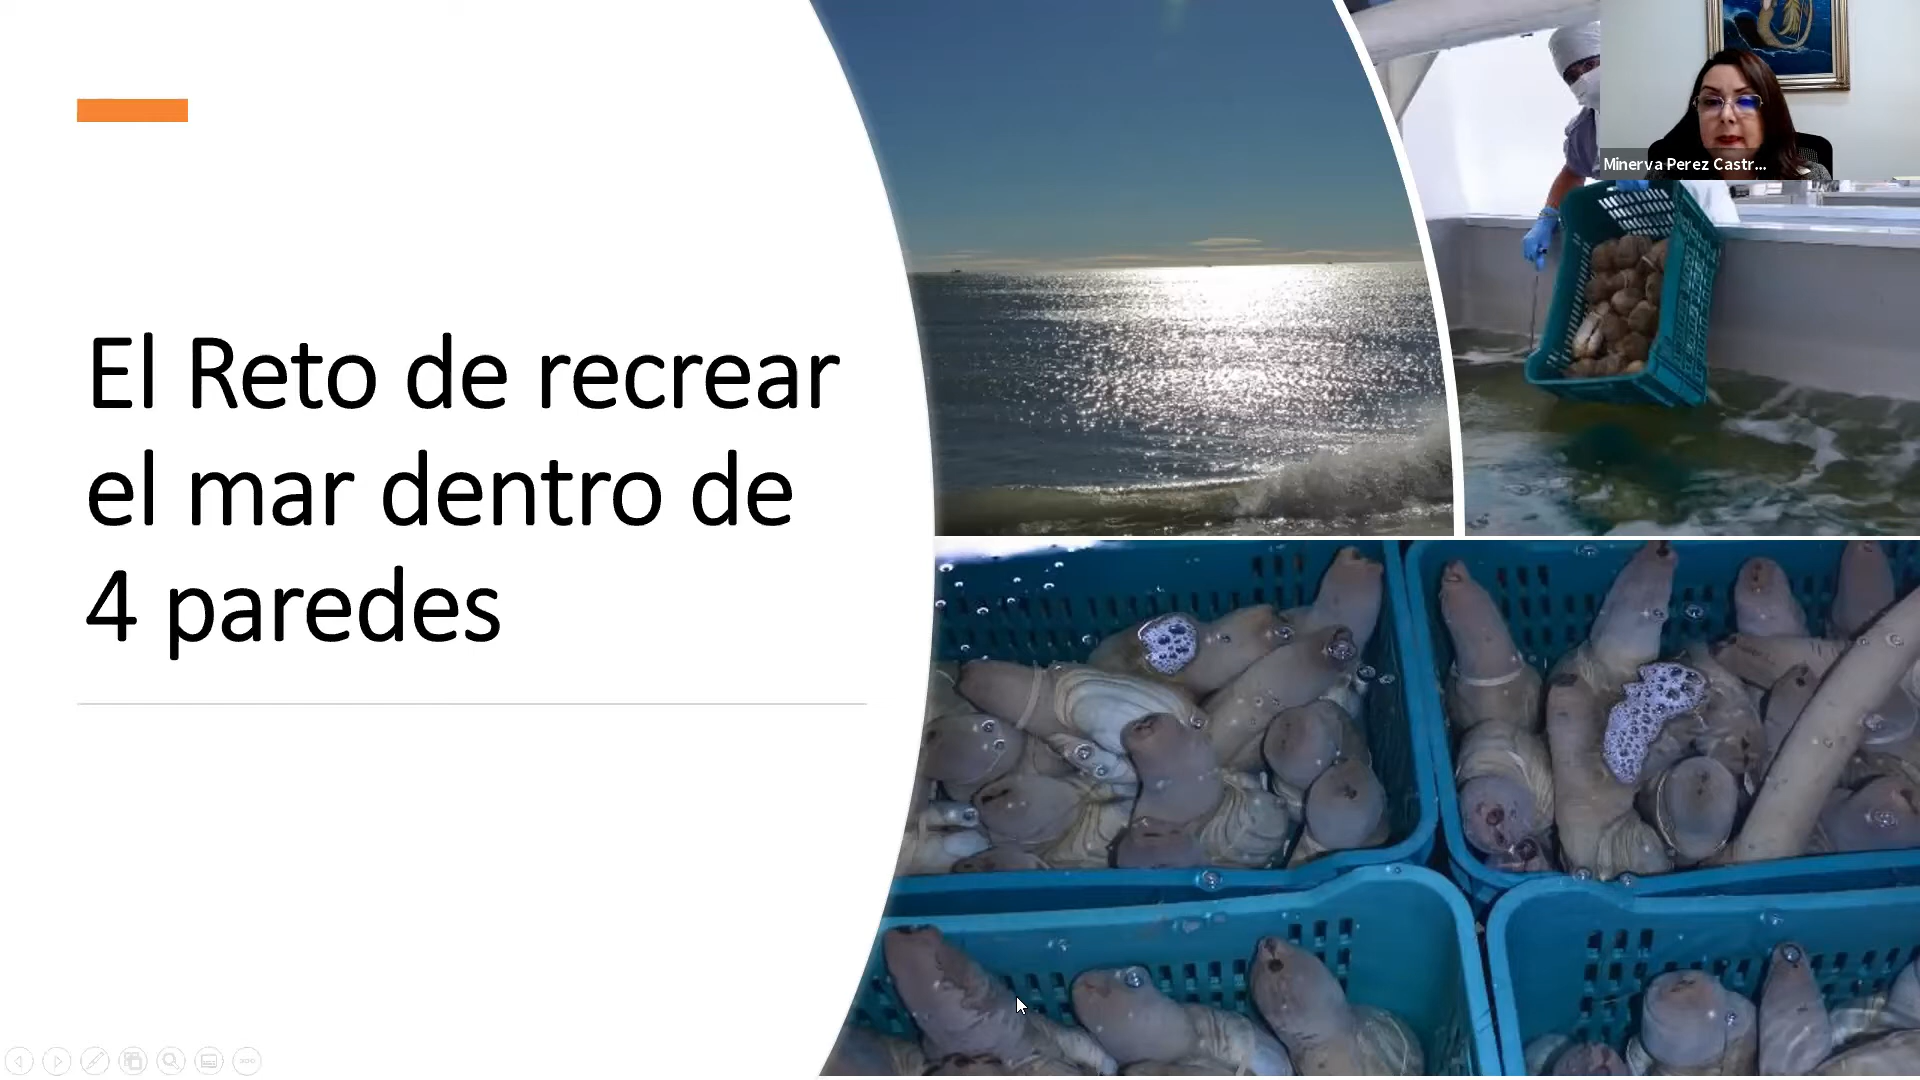 El Reto de recrear
el mar dentro de
4 paredes
Minerva Perez Castr...